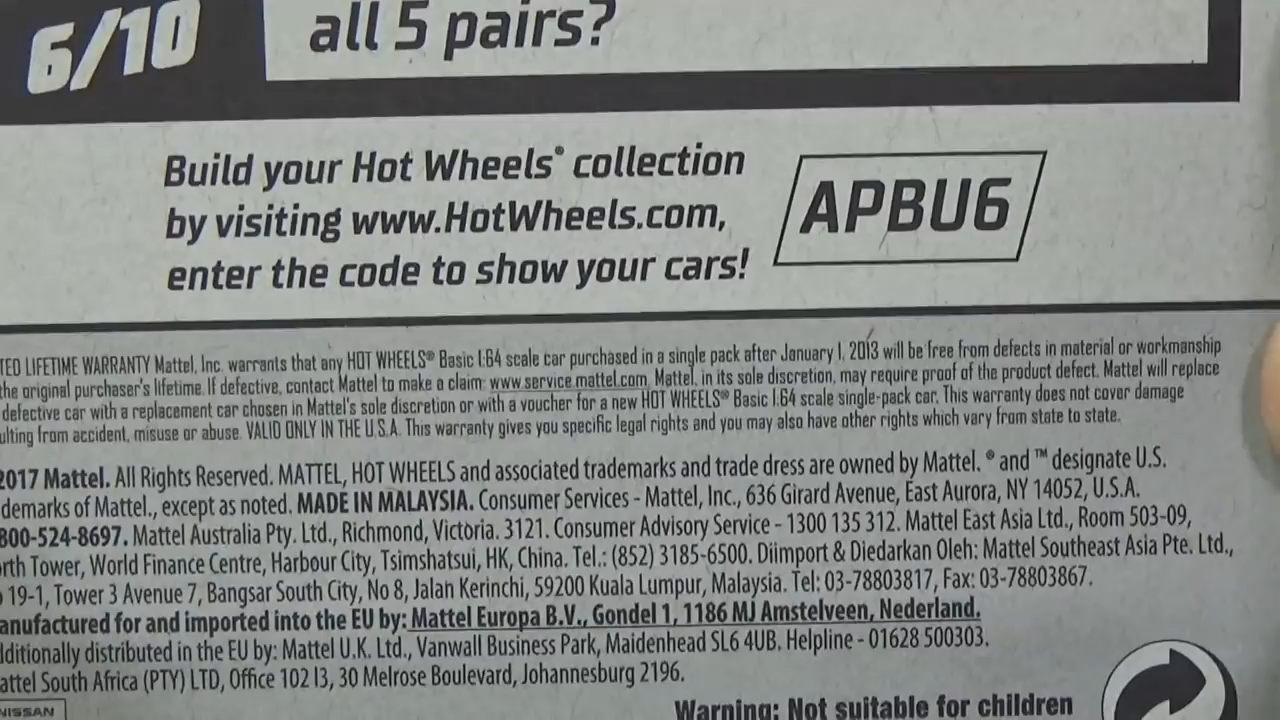 6/10
all 5 pairs?
Build your Hot Wheels® collection
by visiting www.HotWheels.com,
enter the code to show your cars!
APBU6
TED LIFETIME WARRANTY Mattel, Inc. warrants that any HOT WHEELS® Basic 1:64 scale car purchased in a single pack after January 1, 2013 will be free from defects in material or workmanship
the original purchaser's lifetime. If defective, contact Mattel to make a claim: www.service.mattel.com. Mattel, in its sole discretion, may require proof of the product defect. Mattel will replace
defective car with a replacement car chosen in Mattel's sole discretion or with a voucher for a new HOT WHEELS® Basic 1:64 scale single-pack car. This warranty does not cover damage
ulting from accident, misuse or abuse. VALID ONLY IN THE U.S.A. This warranty gives you specific legal rights and you may also have other rights which vary from state to state.
2017 Mattel. All Rights Reserved. MATTEL, HOT WHEELS and associated trademarks and trade dress are owned by Mattel. ® and ™ designate U.S.
demarks of Mattel., except as noted. MADE IN MALAYSIA. Consumer Services - Mattel, Inc., 636 Girard Avenue, East Aurora, NY 14052, U.S.A.
800-524-8697. Mattel Australia Pty. Ltd., Richmond, Victoria. 3121. Consumer Advisory Service - 1300 135 312. Mattel East Asia Ltd., Room 503-09,
rth Tower, World Finance Centre, Harbour City, Tsimshatsui, HK, China. Tel.: (852) 3185-6500. Diimport & Diedarkan Oleh: Mattel Southeast Asia Pte. Ltd.,
19-1, Tower 3 Avenue 7, Bangsar South City, No 8, Jalan Kerinchi, 59200 Kuala Lumpur, Malaysia. Tel: 03-78803817, Fax: 03-78803867.
anufactured for and imported into the EU by: Mattel Europa B.V., Gondel 1, 1186 MJ Amstelveen, Nederland.
dditionally distributed in the EU by: Mattel U.K. Ltd., Vanwall Business Park, Maidenhead SL6 4UB. Helpline - 01628 500303.
attel South Africa (PTY) LTD, Office 102 I3, 30 Melrose Boulevard, Johannesburg 2196.
NISSAN
Warning: Not suitable for children